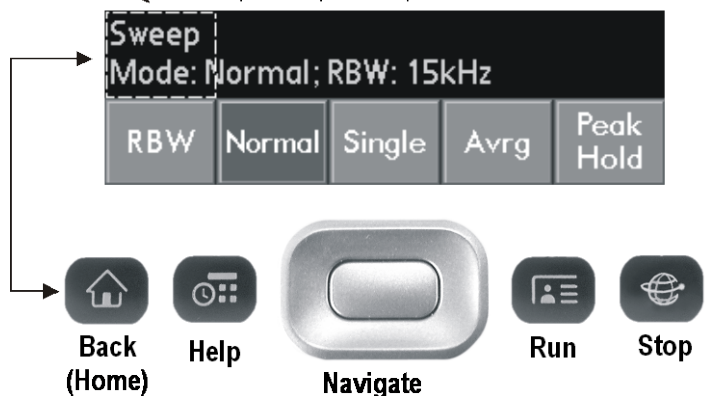 Sweep
Mode: Normal; RBW: 15kHz
RBW Normal Single Avrg Peak Hold
Back (Home) Help Navigate Run Stop